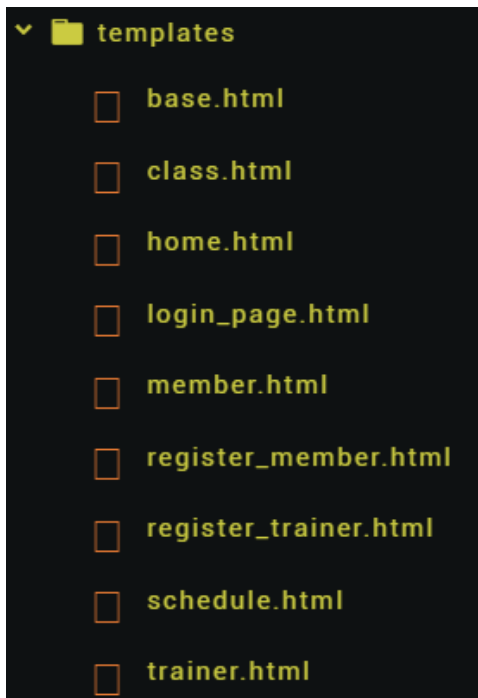 templates
base.html
class.html
home.html
login_page.html
member.html
register_member.html
register_trainer.html
schedule.html
trainer.html